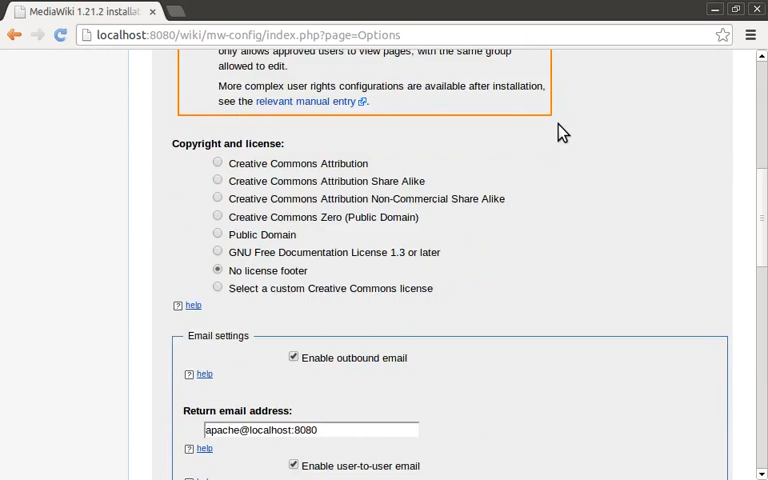 MediaWiki 1.21.2 installat
localhost:8080/wiki/mw-config/index.php?page=Options
only allows approved users to view pages, with the same group
allowed to edit.
More complex user rights configurations are available after installation,
see the relevant manual entry.
Copyright and license:
Creative Commons Attribution
Creative Commons Attribution Share Alike
Creative Commons Attribution Non-Commercial Share Alike
Creative Commons Zero (Public Domain)
Public Domain
GNU Free Documentation License 1.3 or later
No license footer
Select a custom Creative Commons license
? help
Email settings
Enable outbound email
? help
Return email address:
apache@localhost:8080
? help
Enable user-to-user email